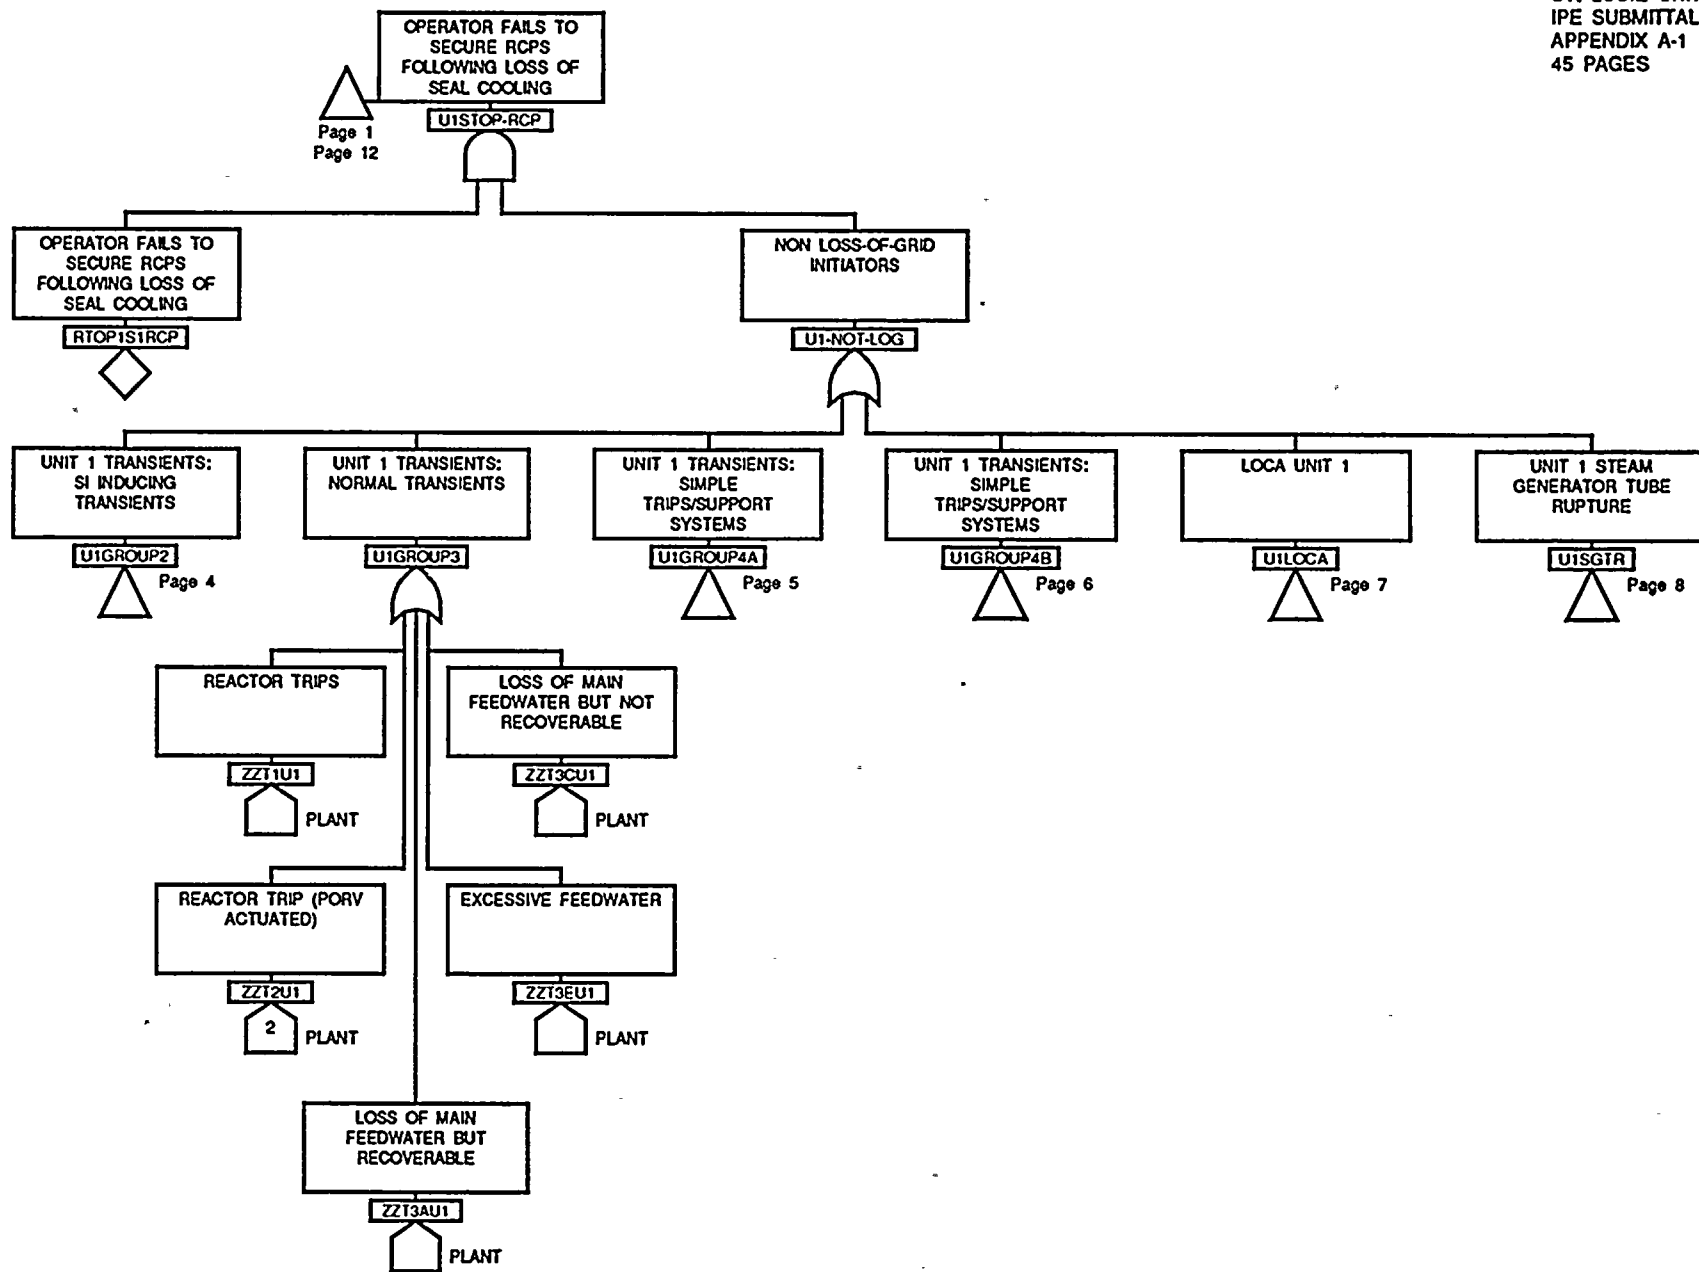 IPE SUBMITTAL
APPENDIX A-1
45 PAGES
OPERATOR FAILS TO
SECURE RCPS
FOLLOWING LOSS OF
SEAL COOLING
U1STOP-RCP
Page 1
Page 12
OPERATOR FAILS TO
SECURE RCPS
FOLLOWING LOSS OF
SEAL COOLING
RTOP1S1RCP
NON LOSS-OF-GRID
INITIATORS
U1-NOT-LOG
UNIT 1 TRANSIENTS:
SI INDUCING
TRANSIENTS
U1GROUP2
Page 4
UNIT 1 TRANSIENTS:
NORMAL TRANSIENTS
U1GROUP3
UNIT 1 TRANSIENTS:
SIMPLE
TRIPS/SUPPORT
SYSTEMS
U1GROUP4A
Page 5
UNIT 1 TRANSIENTS:
SIMPLE
TRIPS/SUPPORT
SYSTEMS
U1GROUP4B
Page 6
LOCA UNIT 1
U1LOCA
Page 7
UNIT 1 STEAM
GENERATOR TUBE
RUPTURE
U1SGTR
Page 8
REACTOR TRIPS
ZZT1U1
PLANT
LOSS OF MAIN
FEEDWATER BUT NOT
RECOVERABLE
ZZT3CU1
PLANT
REACTOR TRIP (PORV
ACTUATED)
ZZT2U1
2
PLANT
EXCESSIVE FEEDWATER
ZZT3EU1
PLANT
LOSS OF MAIN
FEEDWATER BUT
RECOVERABLE
ZZT3AU1
PLANT